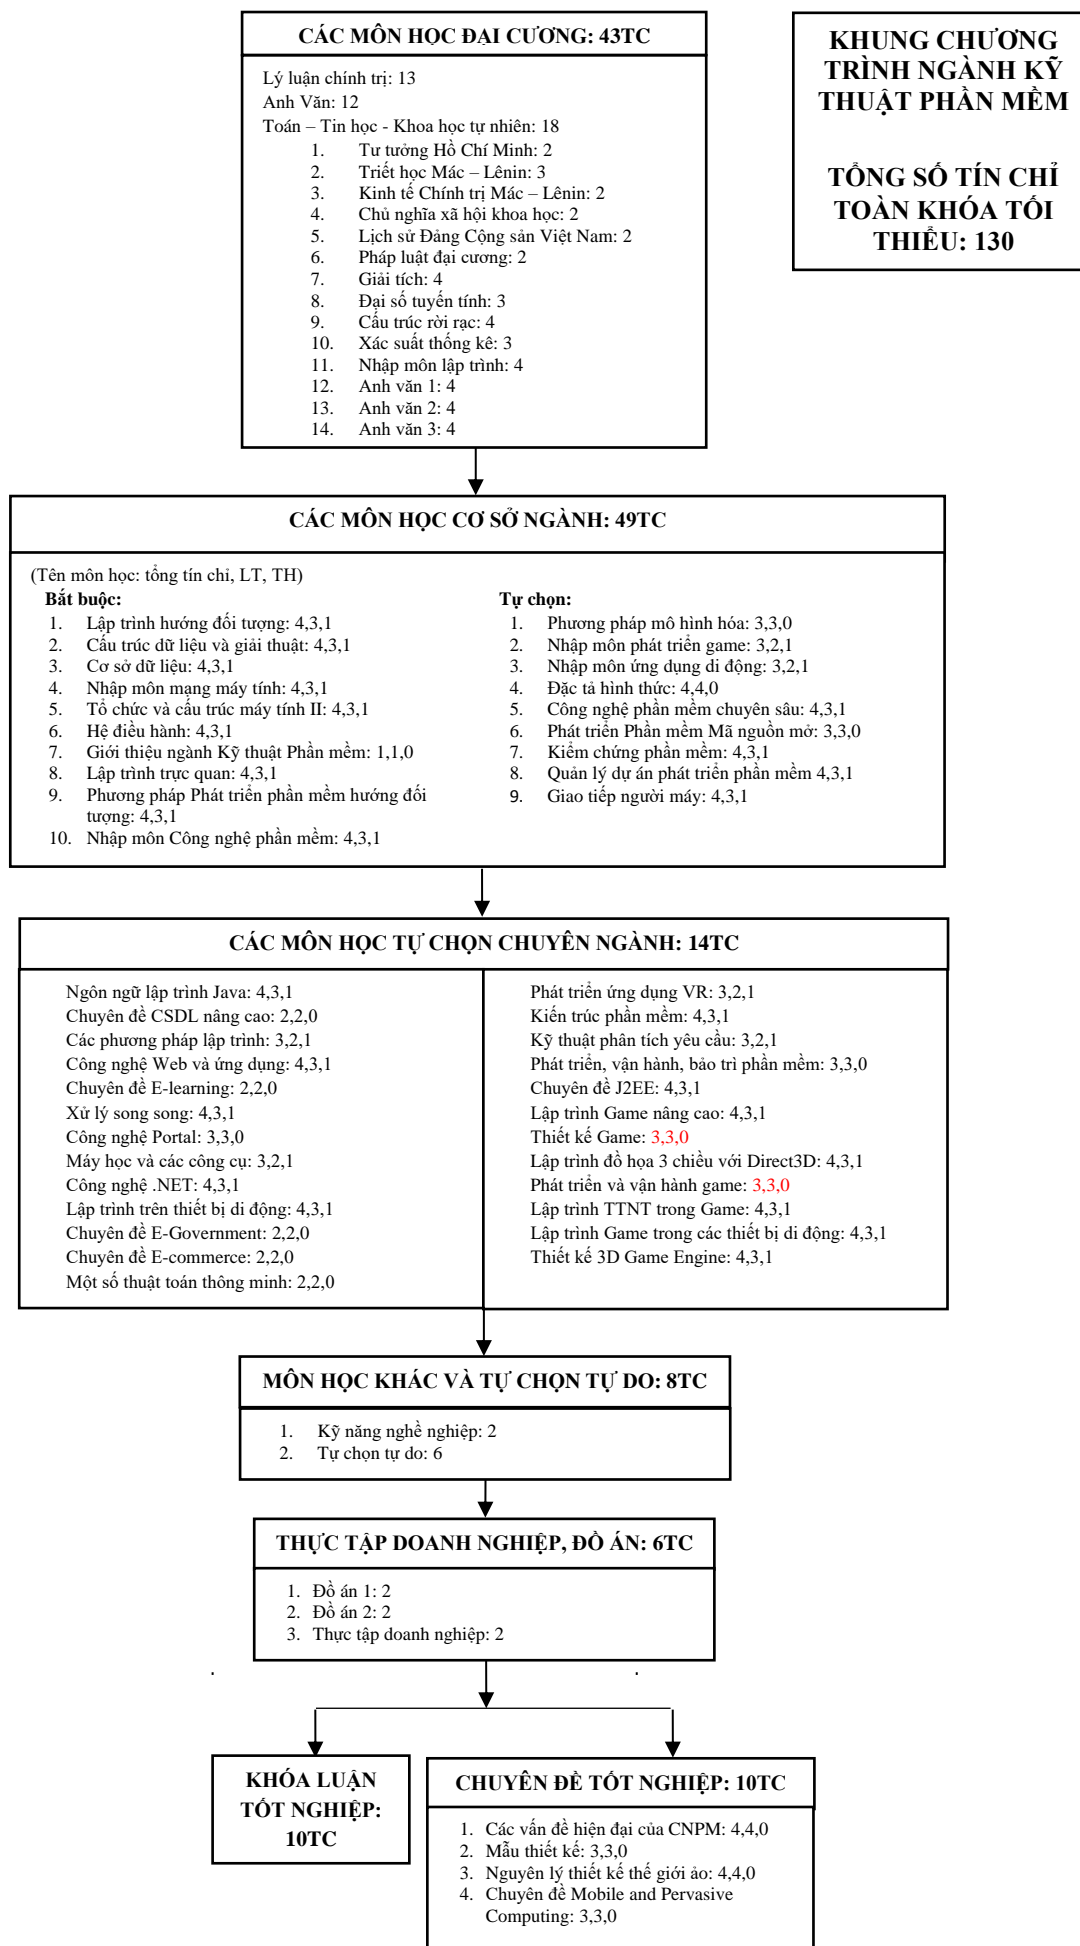 CÁC MÔN HỌC ĐẠI CƯƠNG: 43TC
Lý luận chính trị: 13
Anh Văn: 12
Toán – Tin học - Khoa học tự nhiên: 18
1. Tư tưởng Hồ Chí Minh: 2
2. Triết học Mác – Lênin: 3
3. Kinh tế Chính trị Mác – Lênin: 2
4. Chủ nghĩa xã hội khoa học: 2
5. Lịch sử Đảng Cộng sản Việt Nam: 2
6. Pháp luật đại cương: 2
7. Giải tích: 4
8. Đại số tuyến tính: 3
9. Cấu trúc rời rạc: 4
10. Xác suất thống kê: 3
11. Nhập môn lập trình: 4
12. Anh văn 1: 4
13. Anh văn 2: 4
14. Anh văn 3: 4
KHUNG CHƯƠNG
TRÌNH NGÀNH KỸ
THUẬT PHẦN MỀM
TỔNG SỐ TÍN CHỈ
TOÀN KHÓA TỐI
THIỂU: 130
CÁC MÔN HỌC CƠ SỞ NGÀNH: 49TC
(Tên môn học: tổng tín chỉ, LT, TH)
Bắt buộc:
1. Lập trình hướng đối tượng: 4,3,1
2. Cấu trúc dữ liệu và giải thuật: 4,3,1
3. Cơ sở dữ liệu: 4,3,1
4. Nhập môn mạng máy tính: 4,3,1
5. Tổ chức và cấu trúc máy tính II: 4,3,1
6. Hệ điều hành: 4,3,1
7. Giới thiệu ngành Kỹ thuật Phần mềm: 1,1,0
8. Lập trình trực quan: 4,3,1
9. Phương pháp Phát triển phần mềm hướng đối
tượng: 4,3,1
10. Nhập môn Công nghệ phần mềm: 4,3,1
Tự chọn:
1. Phương pháp mô hình hóa: 3,3,0
2. Nhập môn phát triển game: 3,2,1
3. Nhập môn ứng dụng di động: 3,2,1
4. Đặc tả hình thức: 4,4,0
5. Công nghệ phần mềm chuyên sâu: 4,3,1
6. Phát triển Phần mềm Mã nguồn mở: 3,3,0
7. Kiểm chứng phần mềm: 4,3,1
8. Quản lý dự án phát triển phần mềm 4,3,1
9. Giao tiếp người máy: 4,3,1
CÁC MÔN HỌC TỰ CHỌN CHUYÊN NGÀNH: 14TC
Ngôn ngữ lập trình Java: 4,3,1
Chuyên đề CSDL nâng cao: 2,2,0
Các phương pháp lập trình: 3,2,1
Công nghệ Web và ứng dụng: 4,3,1
Chuyên đề E-learning: 2,2,0
Xử lý song song: 4,3,1
Công nghệ Portal: 3,3,0
Máy học và các công cụ: 3,2,1
Công nghệ .NET: 4,3,1
Lập trình trên thiết bị di động: 4,3,1
Chuyên đề E-Government: 2,2,0
Chuyên đề E-commerce: 2,2,0
Một số thuật toán thông minh: 2,2,0
Phát triển ứng dụng VR: 3,2,1
Kiến trúc phần mềm: 4,3,1
Kỹ thuật phân tích yêu cầu: 3,2,1
Phát triển, vận hành, bảo trì phần mềm: 3,3,0
Chuyên đề J2EE: 4,3,1
Lập trình Game nâng cao: 4,3,1
Thiết kế Game: 3,3,0
Lập trình đồ họa 3 chiều với Direct3D: 4,3,1
Phát triển và vận hành game: 3,3,0
Lập trình TTNT trong Game: 4,3,1
Lập trình Game trong các thiết bị di động: 4,3,1
Thiết kế 3D Game Engine: 4,3,1
MÔN HỌC KHÁC VÀ TỰ CHỌN TỰ DO: 8TC
1. Kỹ năng nghề nghiệp: 2
2. Tự chọn tự do: 6
THỰC TẬP DOANH NGHIỆP, ĐỒ ÁN: 6TC
1. Đồ án 1: 2
2. Đồ án 2: 2
3. Thực tập doanh nghiệp: 2
KHÓA LUẬN
TỐT NGHIỆP:
10TC
CHUYÊN ĐỀ TỐT NGHIỆP: 10TC
1. Các vấn đề hiện đại của CNPM: 4,4,0
2. Mẫu thiết kế: 3,3,0
3. Nguyên lý thiết kế thế giới ảo: 4,4,0
4. Chuyên đề Mobile and Pervasive
Computing: 3,3,0